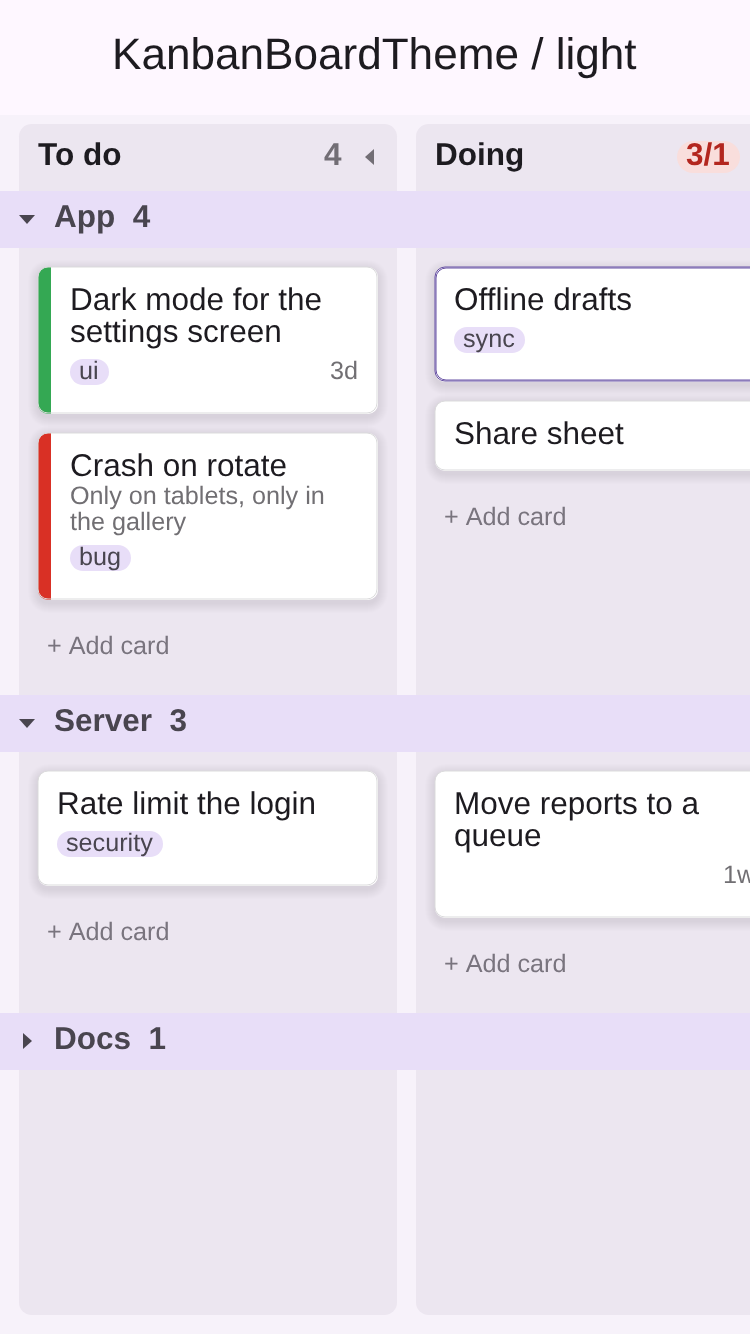 KanbanBoardTheme / light
To do 4
Doing 3/1
App 4
Dark mode for the
settings screen
ui 3d
Crash on rotate
Only on tablets, only in
the gallery
bug
+ Add card
Offline drafts
sync
Share sheet
+ Add card
Server 3
Rate limit the login
security
+ Add card
Move reports to a
queue
1w
+ Add card
Docs 1